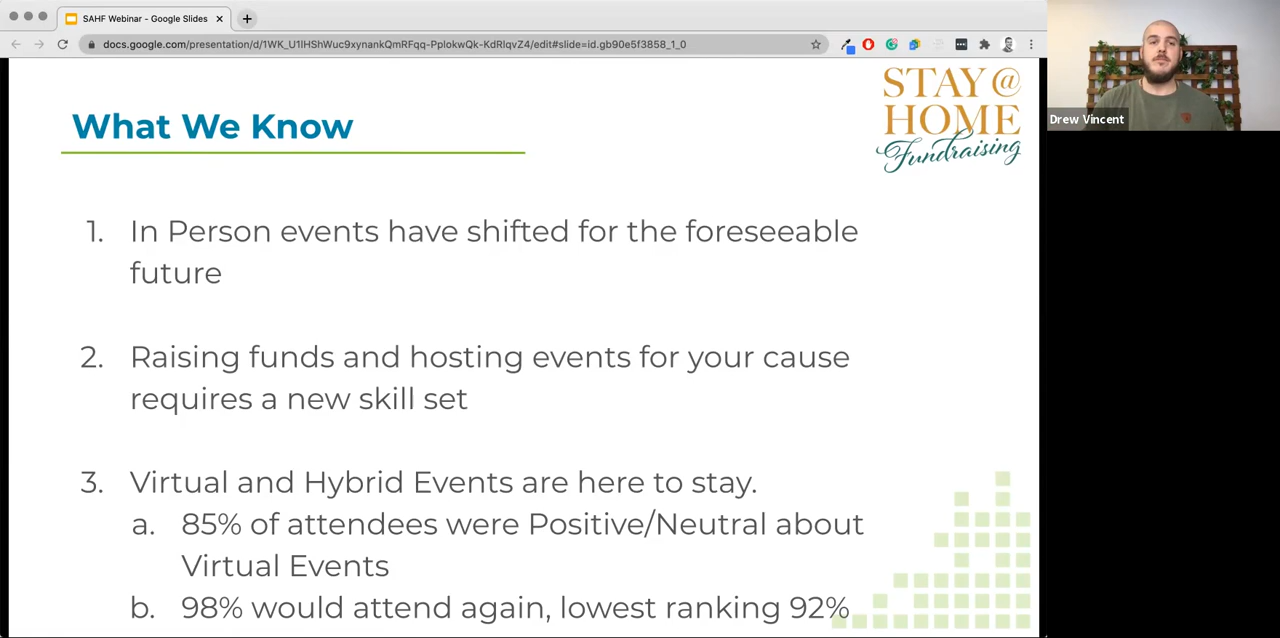 SAHF Webinar - Google Slides
docs.google.com/presentation/d/1WK_U1lHShWuc9xynankQmRFqq-PplokwQk-KdRlqvZ4/edit#slide=id.gb90e5f3858_1_0
STAY @
HOME
Fundraising
Drew Vincent
What We Know
1. In Person events have shifted for the foreseeable
future
2. Raising funds and hosting events for your cause
requires a new skill set
3. Virtual and Hybrid Events are here to stay.
a. 85% of attendees were Positive/Neutral about
Virtual Events
b. 98% would attend again, lowest ranking 92%